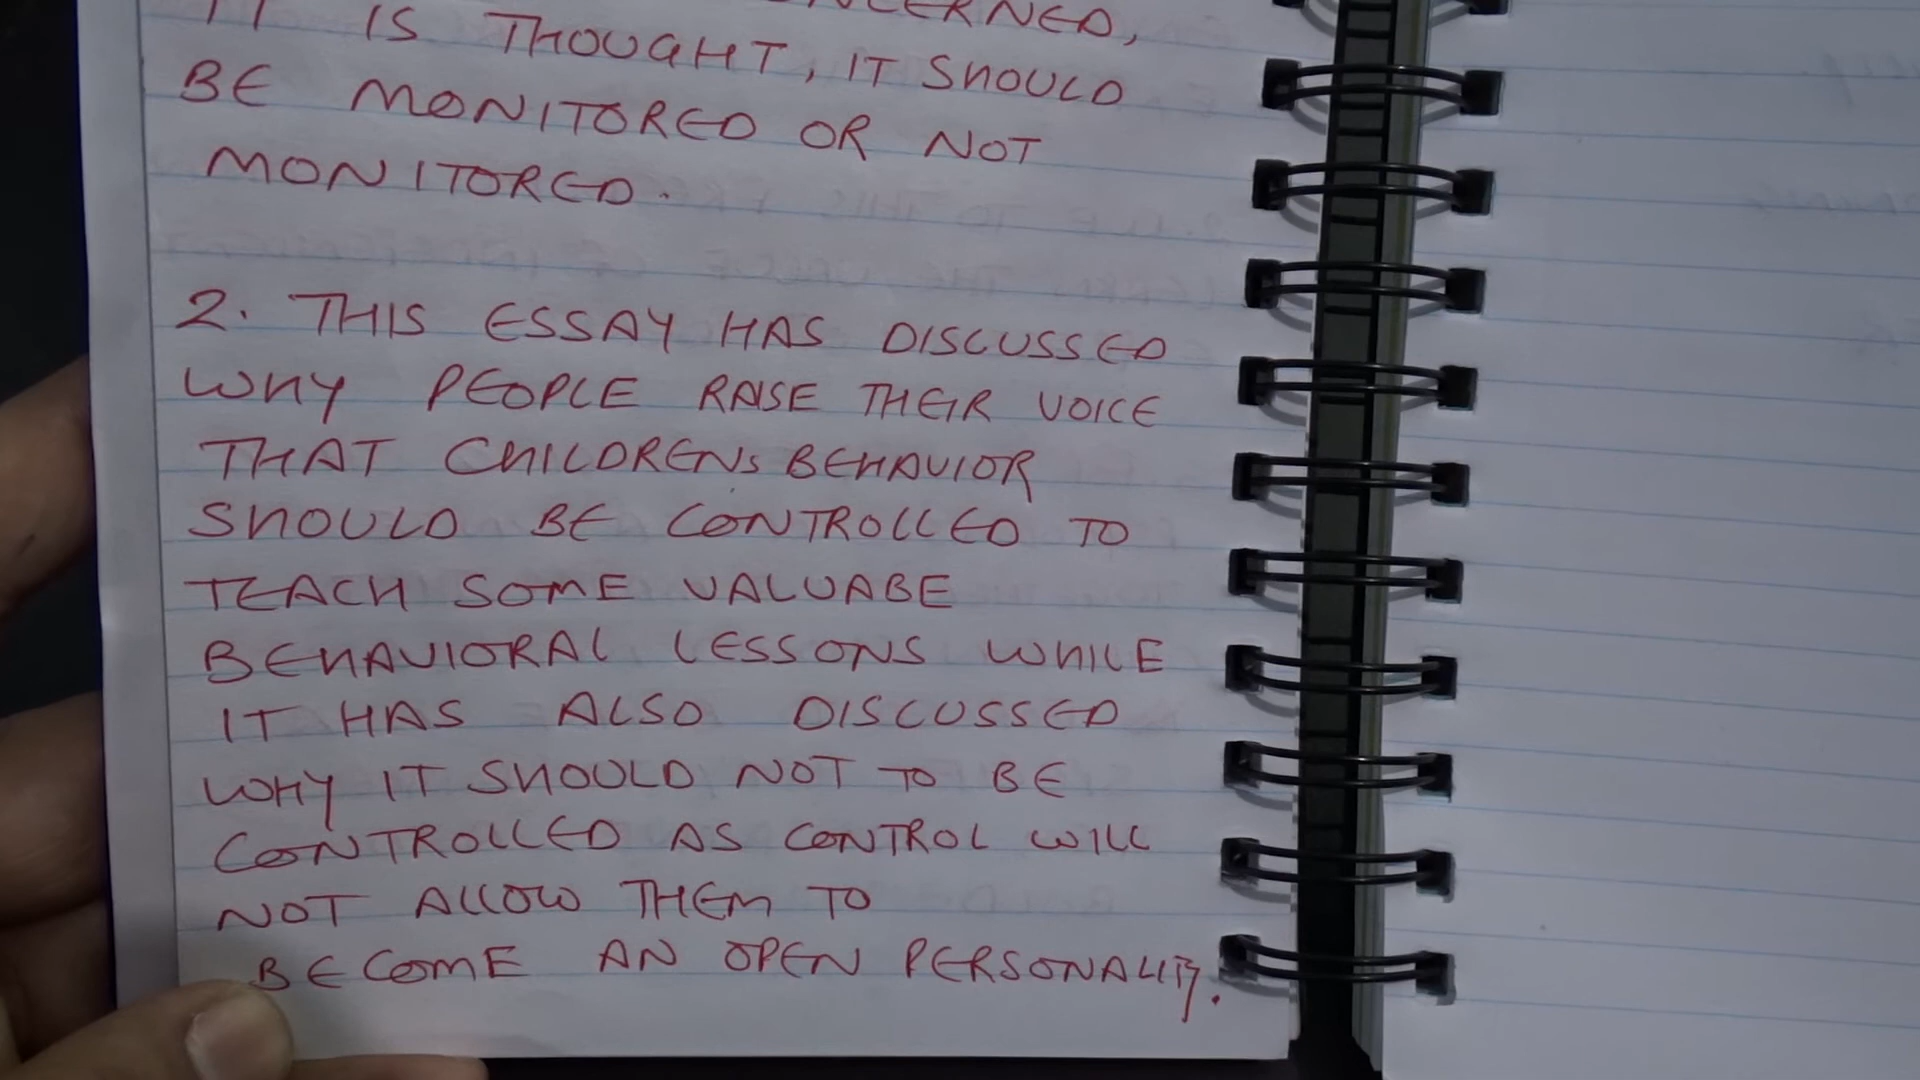 IT IS THOUGHT, IT SHOULD
BE MONITORED OR NOT
MONITORED.
2. THIS ESSAY HAS DISCUSSED
WHY PEOPLE RAISE THEIR VOICE
THAT CHILDRENS BEHAVIOR
SHOULD BE CONTROLLED TO
TEACH SOME VALUABE
BEHAVIORAL LESSONS WHILE
IT HAS ALSO DISCUSSED
WHY IT SHOULD NOT TO BE
CONTROLLED AS CONTROL WILL
NOT ALLOW THEM TO
BECOME AN OPEN PERSONALITY.